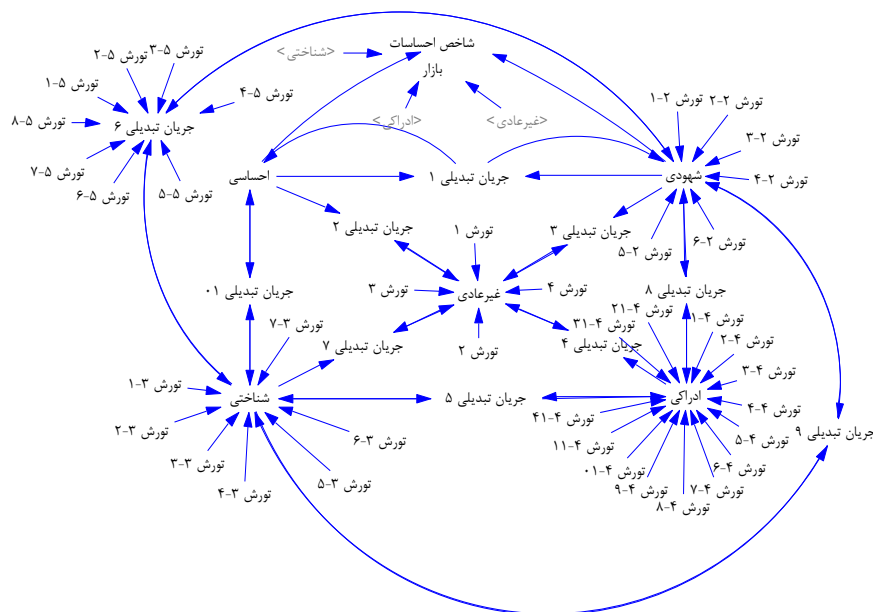 شاخص احساسات
بازار
<شناختی>
<ادراکی>
<غیرعادی>
تورش ۳-۵
تورش ۲-۵
تورش ۱-۵
تورش ۴-۵
تورش ۸-۵
جریان تبدیلی ۶
تورش ۷-۵
تورش ۶-۵
تورش ۵-۵
تورش ۱-۲
تورش ۲-۲
تورش ۳-۲
تورش ۴-۲
شهودی
تورش ۶-۲
تورش ۵-۲
جریان تبدیلی ۱
احساسی
جریان تبدیلی ۳
جریان تبدیلی ۲
تورش ۱
تورش ۴
غیرعادی
تورش ۳
تورش ۲
جریان تبدیلی ۰۱
جریان تبدیلی ۸
تورش ۲۱-۴
تورش ۱-۴
تورش ۳۱-۴
تورش ۲-۴
جریان تبدیلی ۴
جریان تبدیلی ۷
تورش ۷-۳
تورش ۳-۴
تورش ۱-۳
شناختی
جریان تبدیلی ۵
ادراکی
تورش ۴-۴
تورش ۴۱-۴
تورش ۲-۳
تورش ۶-۳
تورش ۵-۴
جریان تبدیلی ۹
تورش ۱۱-۴
تورش ۳-۳
تورش ۶-۴
تورش ۰۱-۴
تورش ۵-۳
تورش ۴-۳
تورش ۹-۴
تورش ۷-۴
تورش ۸-۴